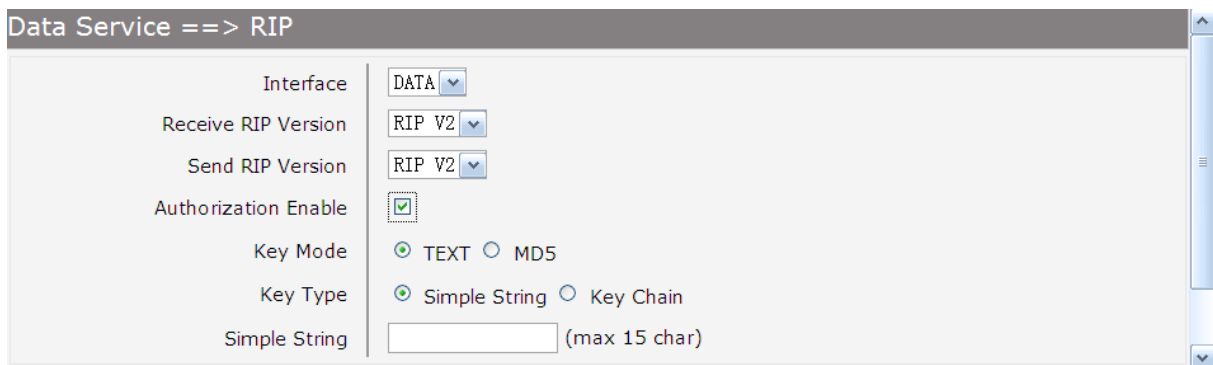 Data Service ==> RIP
Interface DATA
Receive RIP Version RIP V2
Send RIP Version RIP V2
Authorization Enable
Key Mode TEXT MD5
Key Type Simple String Key Chain
Simple String (max 15 char)